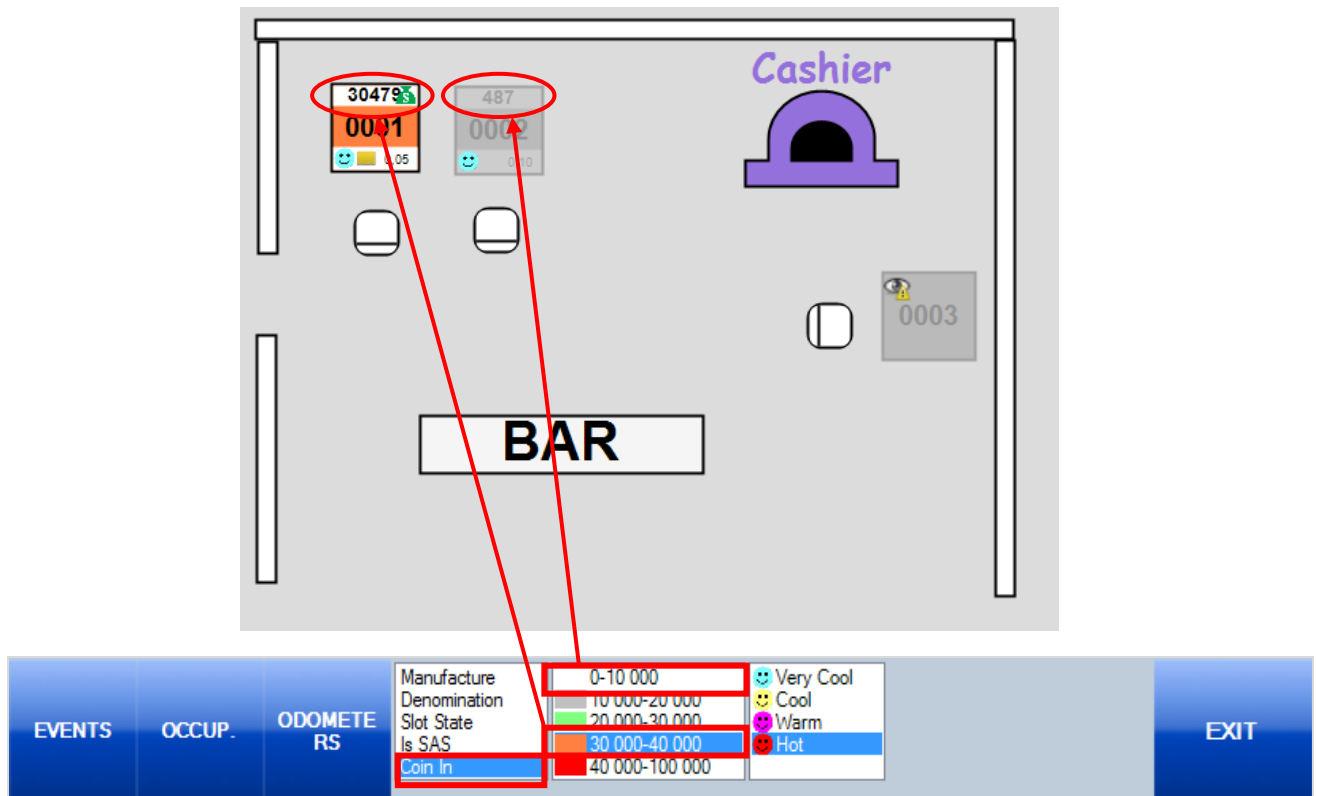 Cashier
30479
487
0001
0002
0,05
0,10
0003
BAR
EVENTS
OCCUP.
ODOMETE
RS
Manufacture
Denomination
Slot State
Is SAS
Coin In
0-10 000
10 000-20 000
20 000-30 000
30 000-40 000
40 000-100 000
Very Cool
Cool
Warm
Hot
EXIT